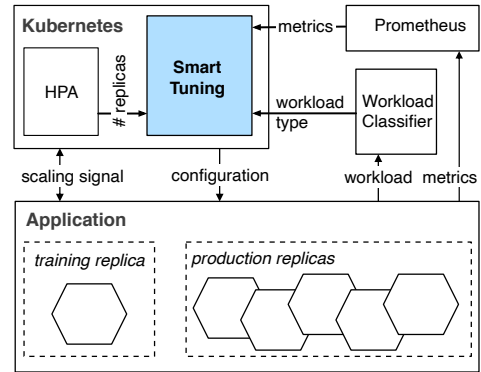 Kubernetes
HPA
# replicas
Smart
Tuning
metrics
Prometheus
workload
type
Workload
Classifier
scaling signal
configuration
workload
metrics
Application
training replica
production replicas